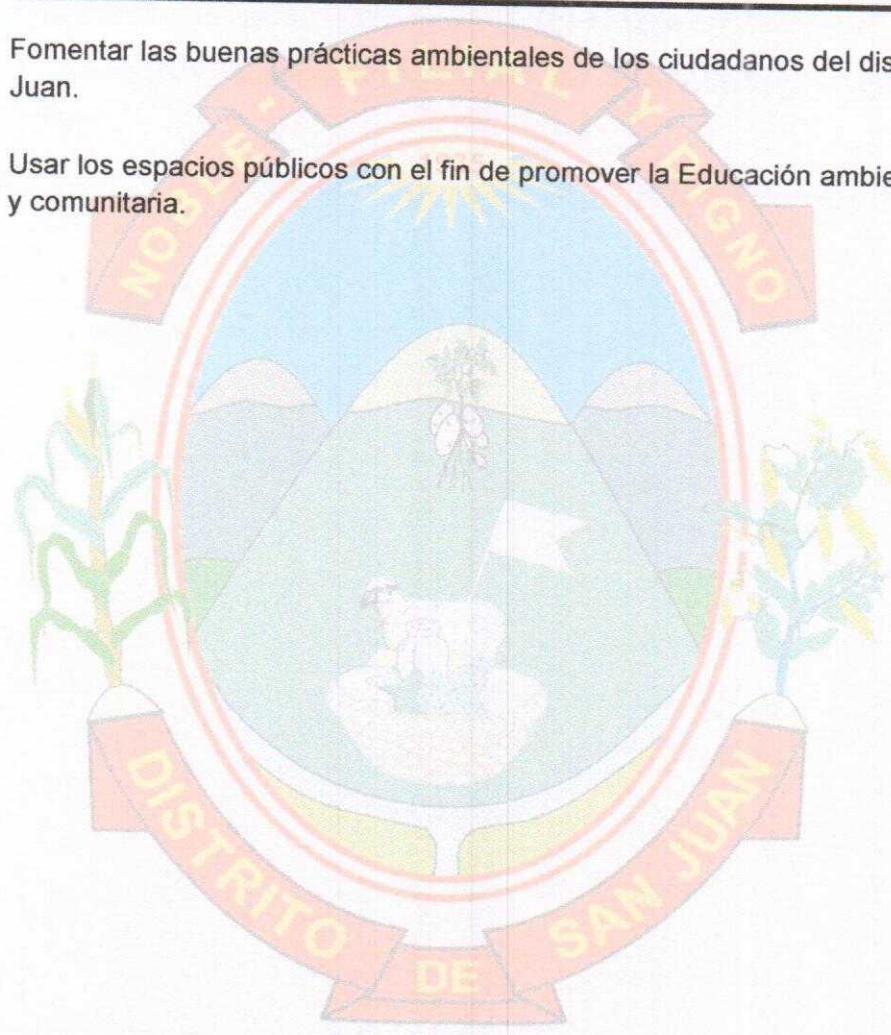 Fomentar las buenas prácticas ambientales de los ciudadanos del dis
Juan.
Usar los espacios públicos con el fin de promover la Educación ambie
y comunitaria.
NOBLE - FILIAL Y DIGNO
DISTRITO DE SAN JUAN